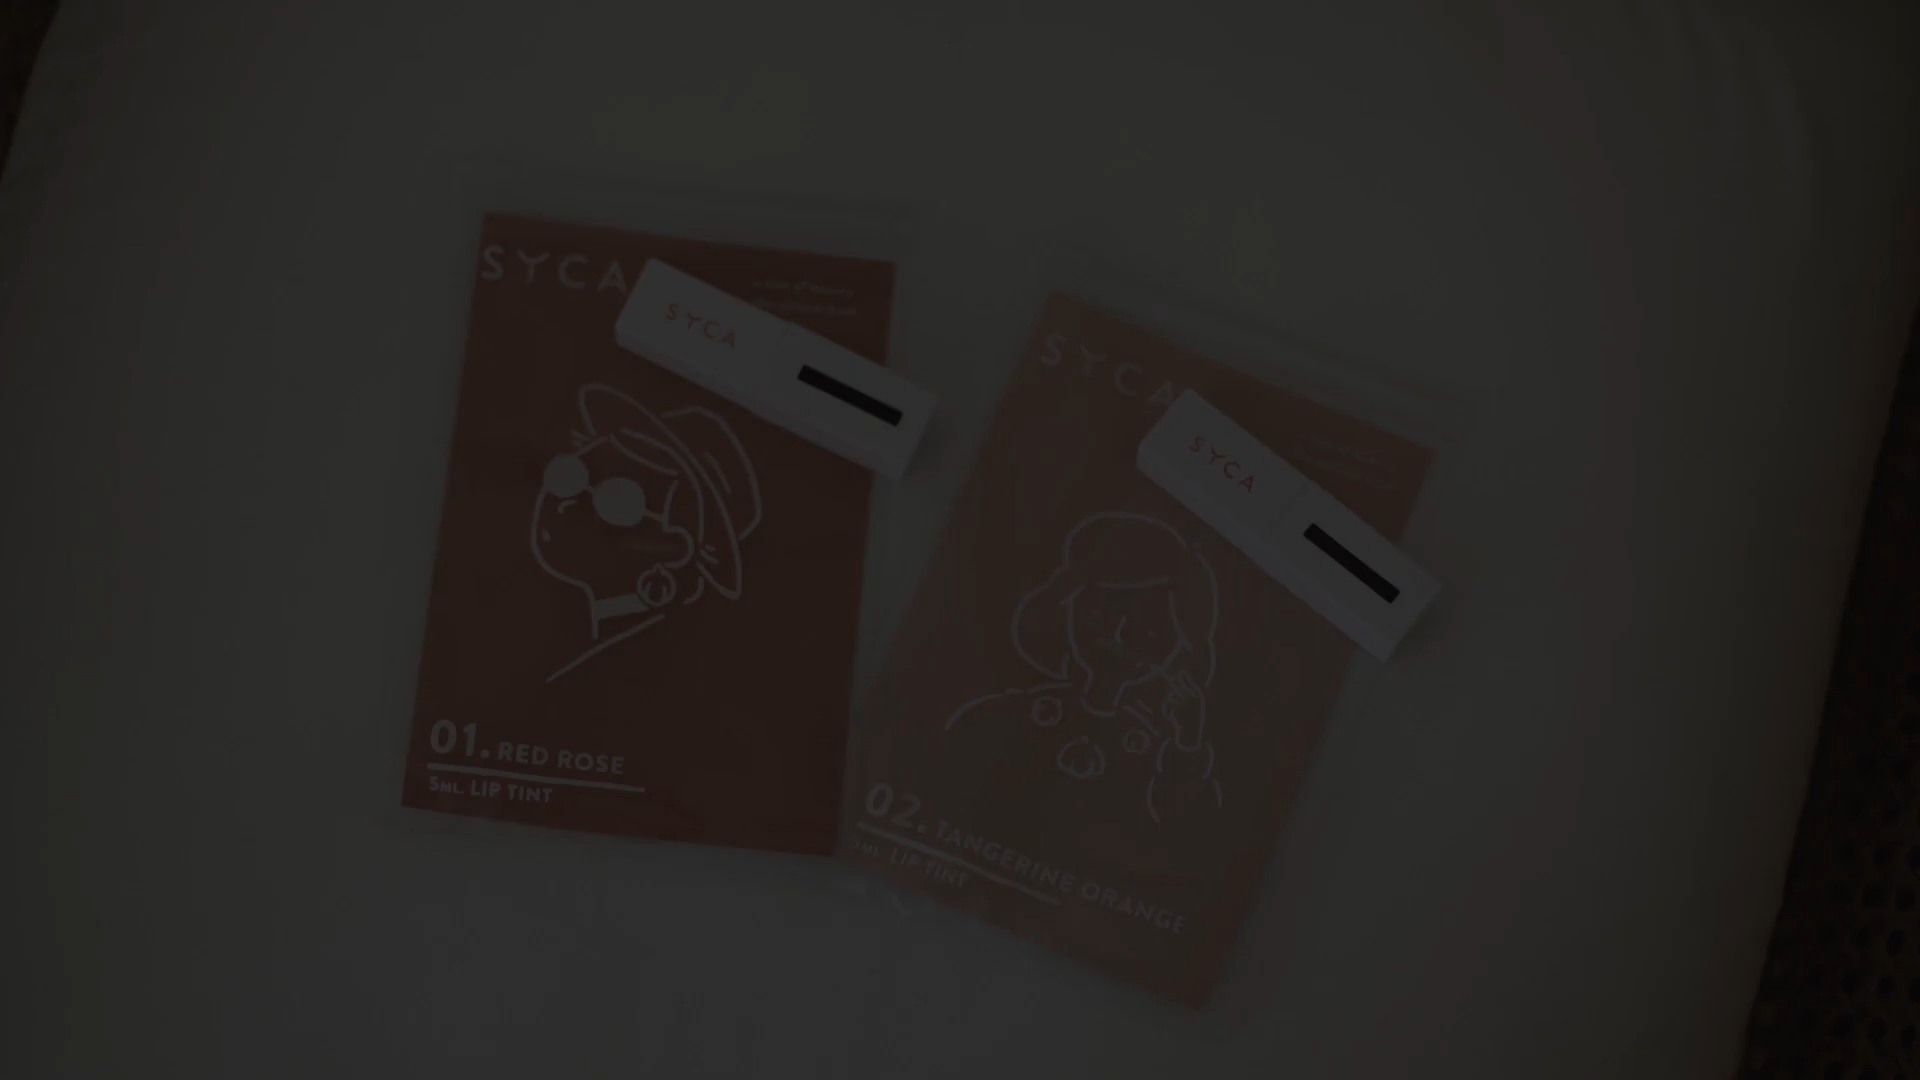 SYCA
SYCA
01. RED ROSE
5ML. LIP TINT
SYCA
SYCA
02. TANGERINE ORANGE
5ML. LIP TINT